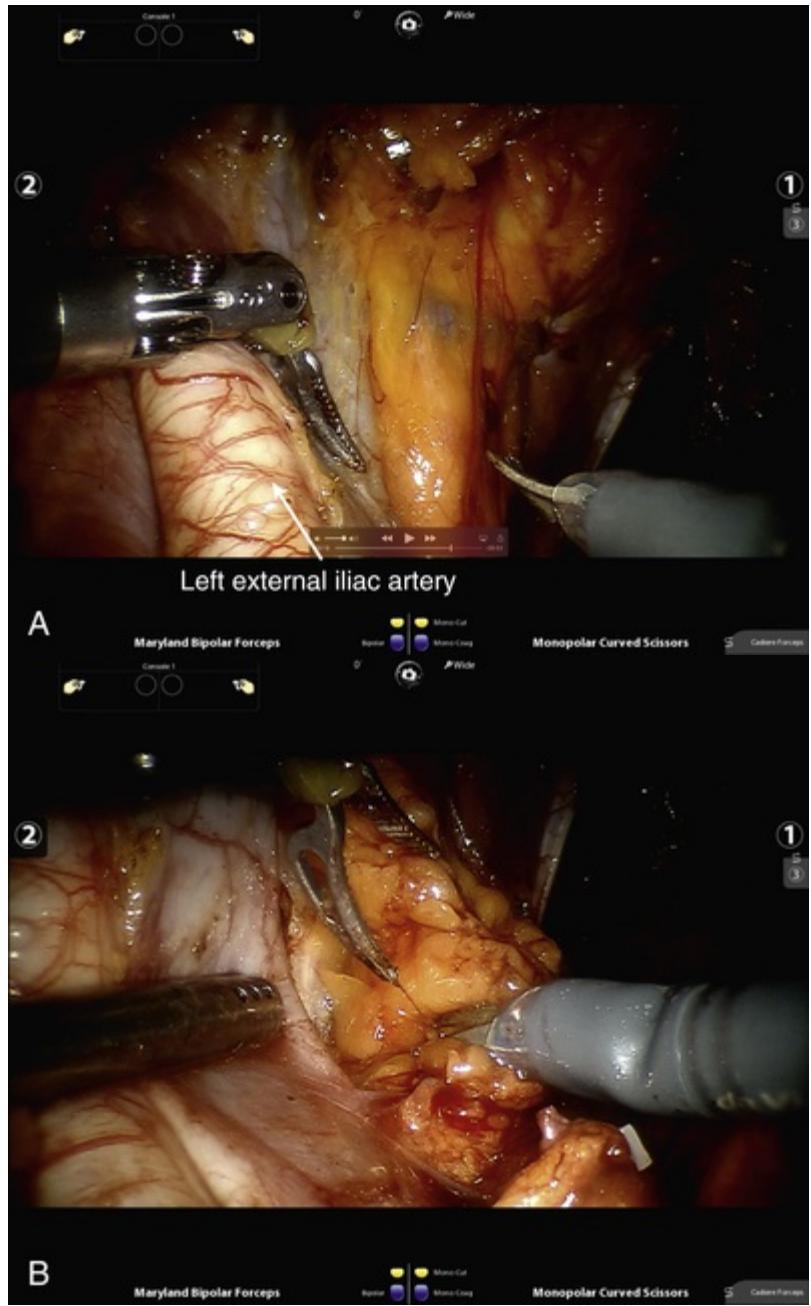 Console 1
0°
Wide
2
1
3
Left external iliac artery
A
Maryland Bipolar Forceps
Bipolar
Mono Cut
Mono Coag
Monopolar Curved Scissors
Cadiere Forceps
Console 1
0°
Wide
2
1
3
B
Maryland Bipolar Forceps
Bipolar
Mono Cut
Mono Coag
Monopolar Curved Scissors
Cadiere Forceps